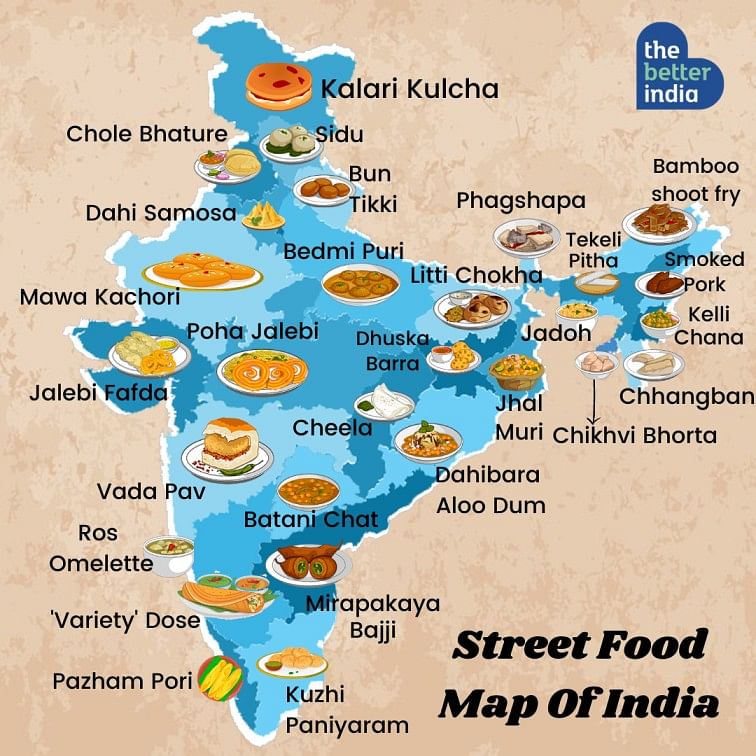 the
better
india
Kalari Kulcha
Chole Bhature
Sidu
Bun
Tikki
Bamboo
shoot fry
Phagshapa
Dahi Samosa
Tekeli
Pitha
Bedmi Puri
Smoked
Pork
Litti Chokha
Mawa Kachori
Kelli
Chana
Poha Jalebi
Dhuska
Barra
Jadoh
Jalebi Fafda
Chhangban
Jhal
Muri
Cheela
Chikhvi Bhorta
Dahibara
Aloo Dum
Vada Pav
Batani Chat
Ros
Omelette
Mirapakaya
Bajji
'Variety' Dose
Pazham Pori
Kuzhi
Paniyaram
Street Food
Map Of India